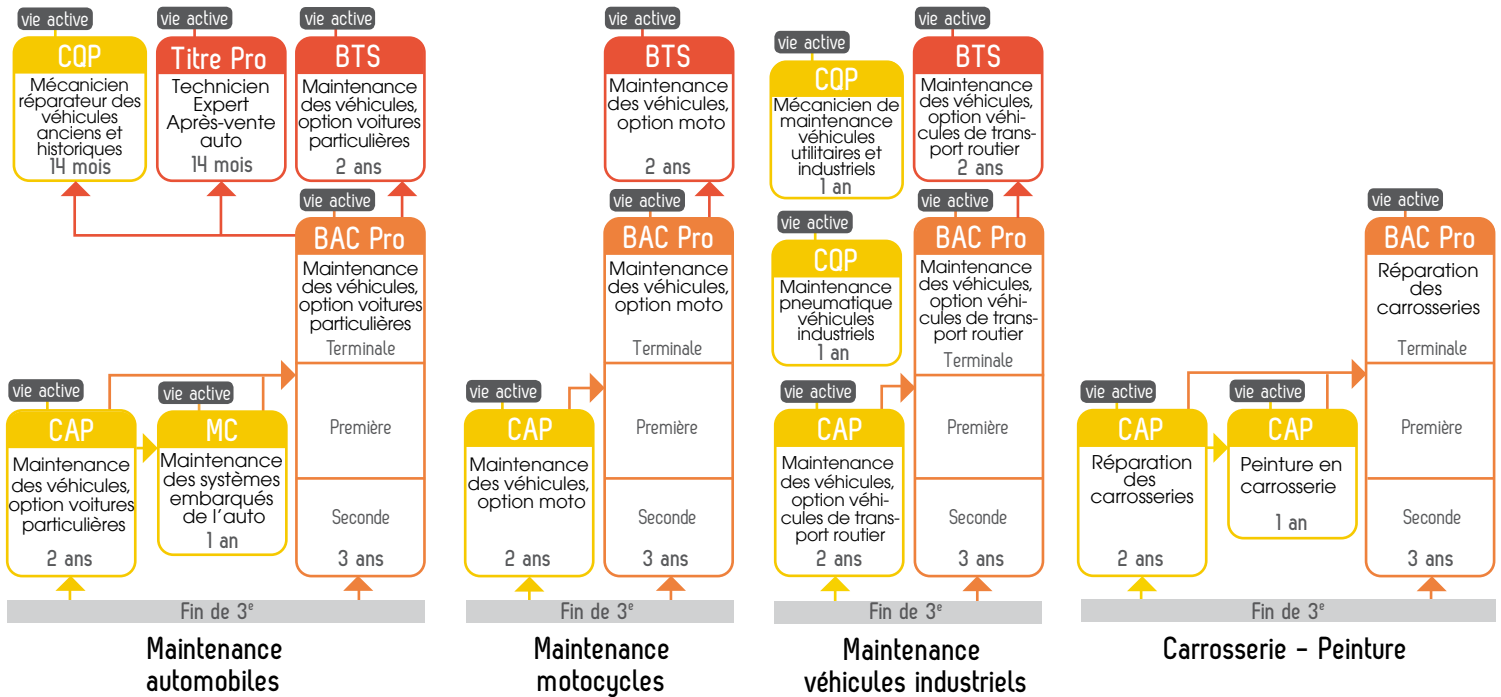 vie active
CQP
Mécanicien
réparateur des
véhicules
anciens et
historiques
14 mois
vie active
Titre Pro
Technicien
Expert
Après-vente
auto
14 mois
vie active
BTS
Maintenance
des véhicules,
option voitures
particulières
2 ans
vie active
BAC Pro
Maintenance
des véhicules,
option voitures
particulières
Terminale
Première
Seconde
3 ans
vie active
CAP
Maintenance
des véhicules,
option voitures
particulières
2 ans
vie active
MC
Maintenance
des systèmes
embarqués
de l'auto
1 an
Fin de 3e
Maintenance
automobiles
vie active
BTS
Maintenance
des véhicules,
option moto
2 ans
vie active
BAC Pro
Maintenance
des véhicules,
option moto
Terminale
Première
Seconde
3 ans
vie active
CAP
Maintenance
des véhicules,
option moto
2 ans
Fin de 3e
Maintenance
motocycles
vie active
CQP
Mécanicien de
maintenance
véhicules
utilitaires et
industriels
1 an
vie active
BTS
Maintenance
des véhicules,
option véhi-
cules de trans-
port routier
2 ans
vie active
CQP
Maintenance
pneumatique
véhicules
industriels
1 an
vie active
BAC Pro
Maintenance
des véhicules,
option véhi-
cules de trans-
port routier
Terminale
Première
Seconde
3 ans
vie active
CAP
Maintenance
des véhicules,
option véhi-
cules de trans-
port routier
2 ans
Fin de 3e
Maintenance
véhicules industriels
vie active
BAC Pro
Réparation
des
carrosseries
Terminale
Première
Seconde
3 ans
vie active
CAP
Réparation
des
carrosseries
2 ans
vie active
CAP
Peinture en
carrosserie
1 an
Fin de 3e
Carrosserie - Peinture